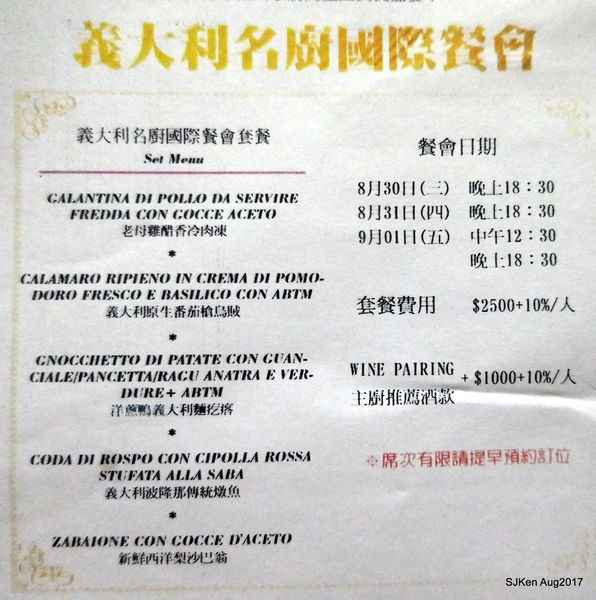 義大利名廚國際餐會
義大利名廚國際餐會套餐
Set Menu
GALANTINA DI POLLO DA SERVIRE
FREDDA CON GOCCE ACETO
老母雞醋香冷肉凍
*
CALAMARO RIPIENO IN CREMA DI POMO-
DORO FRESCO E BASILICO CON ABTM
義大利原生番茄槍烏賊
*
GNOCCHETTO DI PATATE CON GUAN-
CIALE/PANCETTA/RAGU ANATRA E VER-
DURE+ ABTM
洋蔥鴨義大利麵疙瘩
*
CODA DI ROSPO CON CIPOLLA ROSSA
STUFATA ALLA SABA
義大利波隆那傳統燉魚
*
ZABAIONE CON GOCCE D'ACETO
新鮮西洋梨沙巴翁
餐會日期
8月30日(三) 晚上18：30
8月31日(四) 晚上18：30
9月01日(五) 中午12：30
晚上18：30
套餐費用 $2500+10%/人
WINE PAIRING + $1000+10%/人
主廚推薦酒款
※席次有限請提早預約訂位
SJKen Aug2017